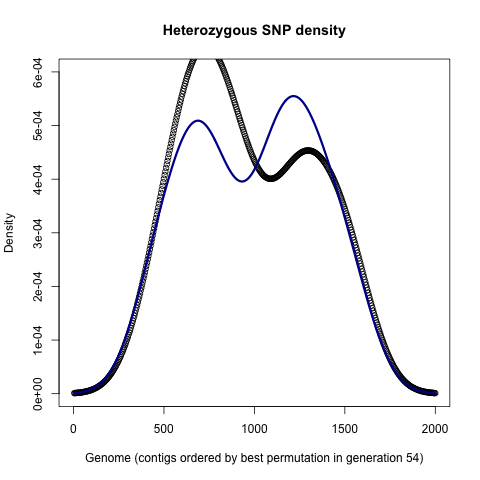 Heterozygous SNP density
6e-04
5e-04
4e-04
3e-04
2e-04
1e-04
0e+00
Density
0 500 1000 1500 2000
Genome (contigs ordered by best permutation in generation 54)